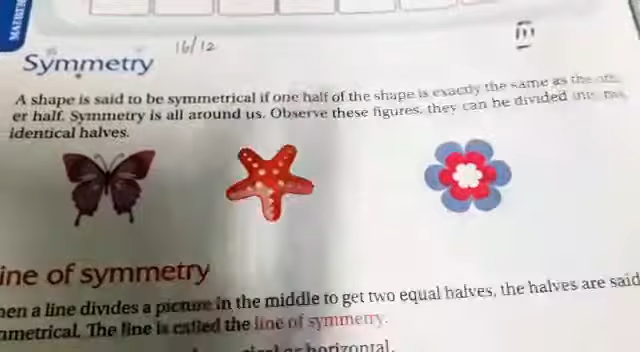 16/12
Symmetry
A shape is said to be symmetrical if one half of the shape is exactly the same as the
er half. Symmetry is all around us. Observe these figures, they can be divided into
identical halves.
ine of symmetry
hen a line divides a picture in the middle to get two equal halves, the halves are said
mmetrical. The line is called the line of symmetry.
or horizontal.